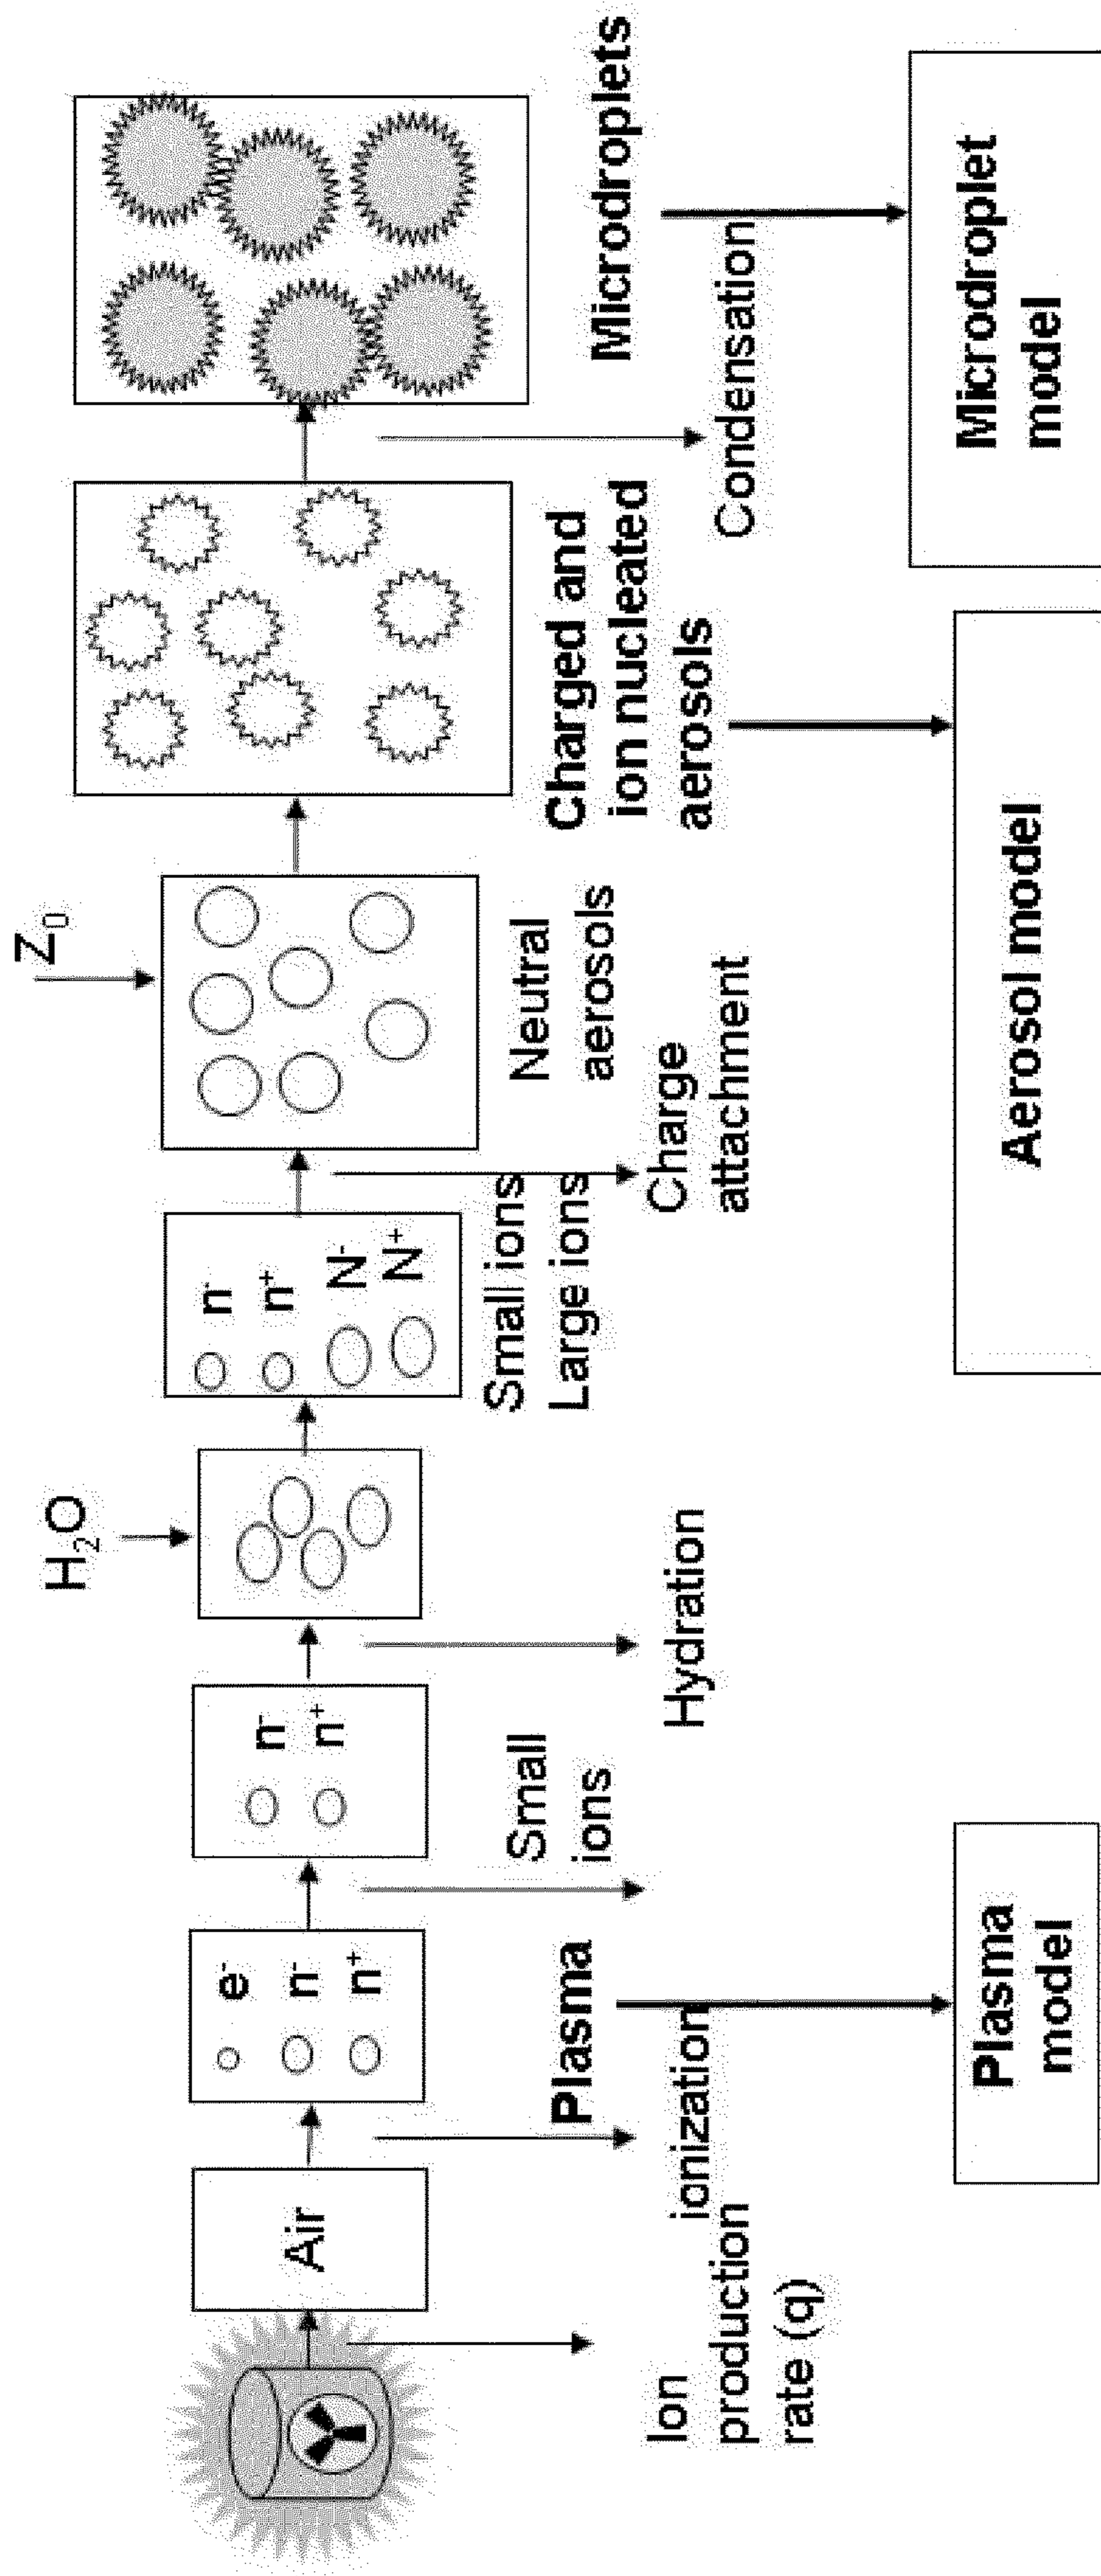 H₂O
Z₀
Air
e⁻
n⁻
n⁺
n⁻
n⁺
n⁻
n⁺
N⁻
N⁺
Plasma
Small
ions
Small ions
Large ions
Neutral
aerosols
Charged and
ion nucleated
aerosols
Microdroplets
Ion
production
rate (q)
ionization
Hydration
Charge
attachment
Condensation
Plasma
model
Aerosol model
Microdroplet
model